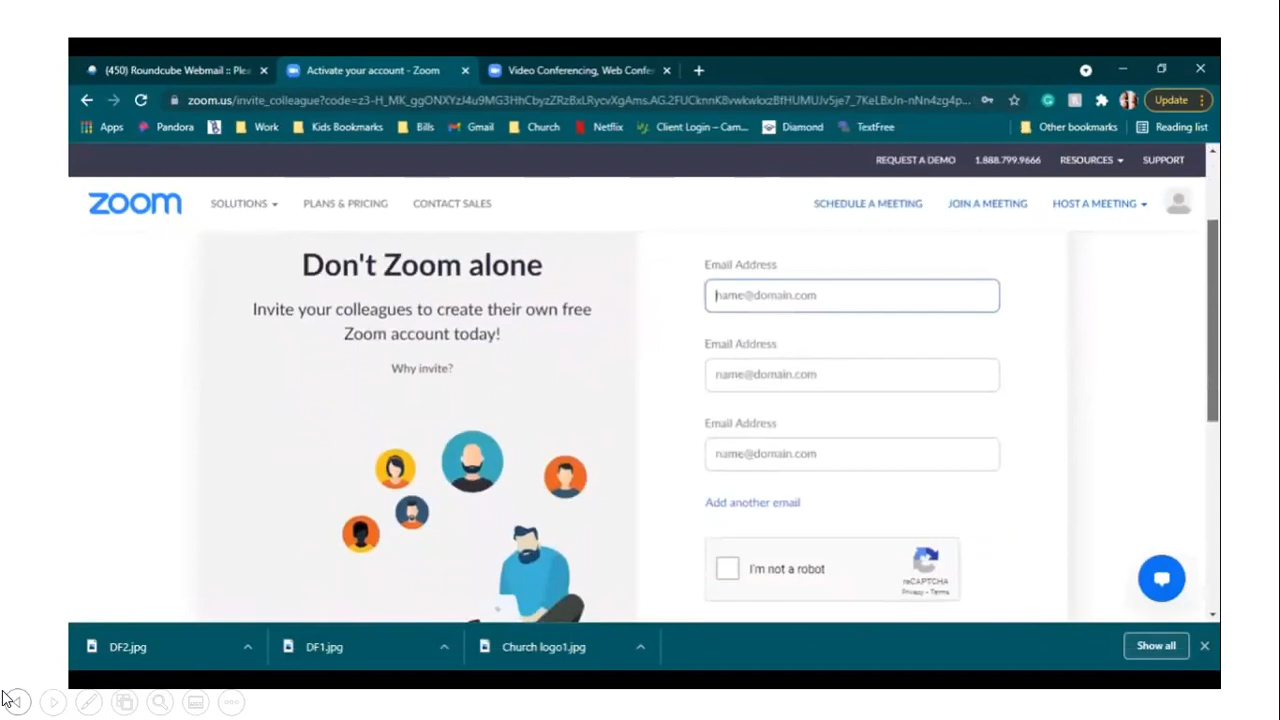 (450) Roundcube Webmail :: Plea
Activate your account - Zoom
Video Conferencing, Web Confe
Update
Apps
Pandora
Work
Kids Bookmarks
Bills
Gmail
Church
Netflix
Client Login – Cam...
Diamond
TextFree
Other bookmarks
Reading list
REQUEST A DEMO
1.888.799.9666
RESOURCES
SUPPORT
zoom
SOLUTIONS
PLANS & PRICING
CONTACT SALES
SCHEDULE A MEETING
JOIN A MEETING
HOST A MEETING
Don't Zoom alone
Invite your colleagues to create their own free
Zoom account today!
Why invite?
Email Address
name@domain.com
Email Address
name@domain.com
Email Address
name@domain.com
Add another email
I'm not a robot
reCAPTCHA
Privacy - Terms
DF2.jpg
DF1.jpg
Church logo1.jpg
Show all